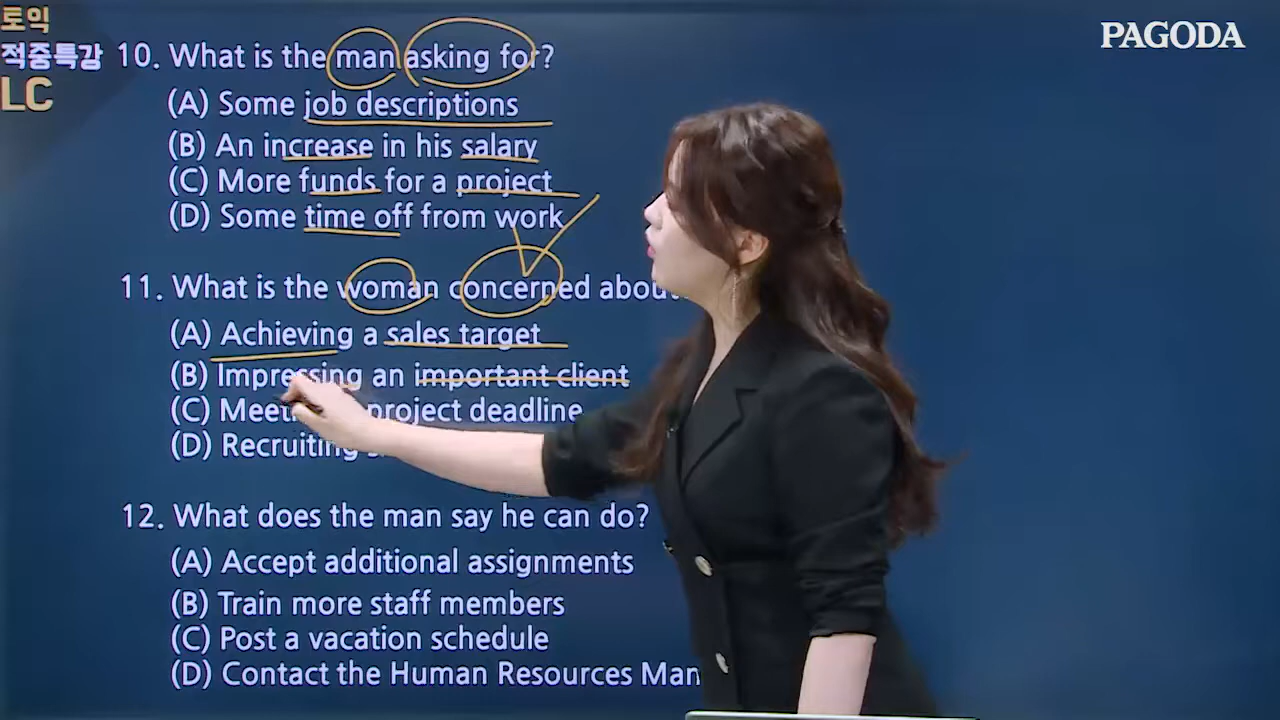 토익
적중특강
LC
PAGODA
10. What is the man asking for?
(A) Some job descriptions
(B) An increase in his salary
(C) More funds for a project
(D) Some time off from work
11. What is the woman concerned about
(A) Achieving a sales target
(B) Impressing an important client
(C) project deadline
(D) Recruiting
12. What does the man say he can do?
(A) Accept additional assignments
(B) Train more staff members
(C) Post a vacation schedule
(D) Contact the Human Resources